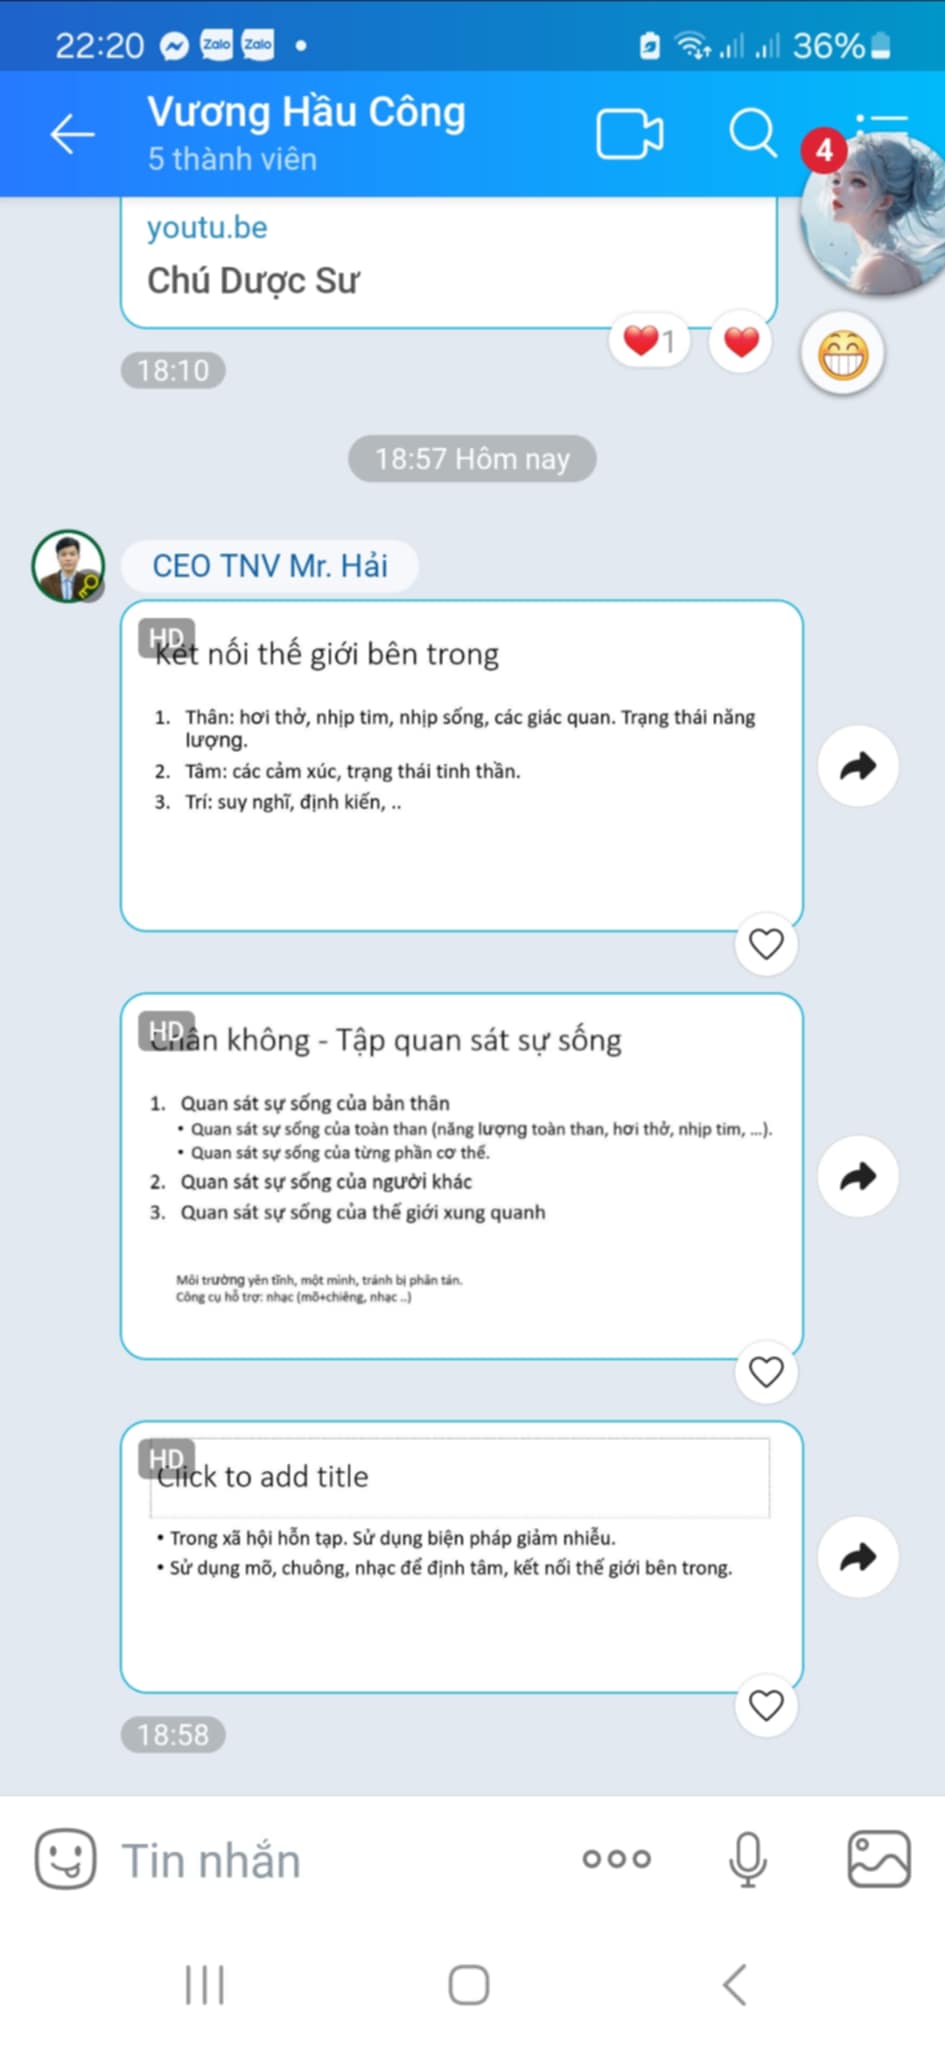 22:20
Zalo
Zalo
36%
Vương Hầu Công
5 thành viên
4
youtu.be
Chú Dược Sư
1
18:10
18:57 Hôm nay
CEO TNV Mr. Hải
HD
Kết nối thế giới bên trong
1. Thân: hơi thở, nhịp tim, nhịp sống, các giác quan. Trạng thái năng
lượng.
2. Tâm: các cảm xúc, trạng thái tinh thần.
3. Trí: suy nghĩ, định kiến, ..
HD
không - Tập quan sát sự sống
1. Quan sát sự sống của bản thân
• Quan sát sự sống của toàn than (năng lượng toàn than, hơi thở, nhịp tim, ...).
• Quan sát sự sống của từng phần cơ thể.
2. Quan sát sự sống của người khác
3. Quan sát sự sống của thế giới xung quanh
Môi trường yên tĩnh, một mình, tránh bị phân tán.
Công cụ hỗ trợ: nhạc (mõ+chiêng, nhạc ..)
HD
Click to add title
• Trong xã hội hỗn tạp. Sử dụng biện pháp giảm nhiễu.
• Sử dụng mõ, chuông, nhạc để định tâm, kết nối thế giới bên trong.
18:58
Tin nhắn